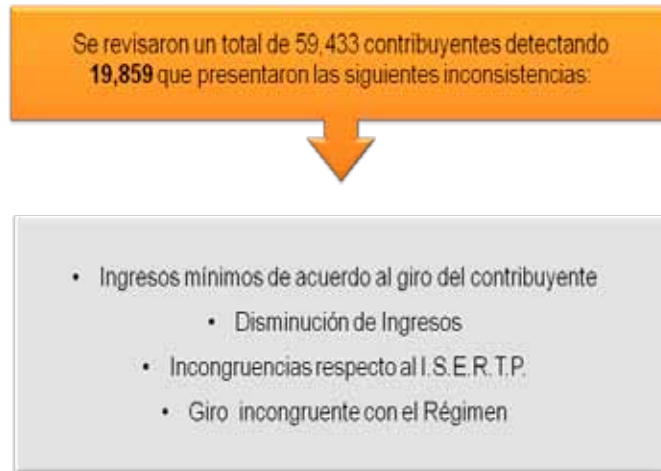 Se revisaron un total de 59,433 contribuyentes detectando
19,859 que presentaron las siguientes inconsistencias:
• Ingresos mínimos de acuerdo al giro del contribuyente
• Disminución de Ingresos
• Incongruencias respecto al I.S.E.R.T.P.
• Giro incongruente con el Régimen